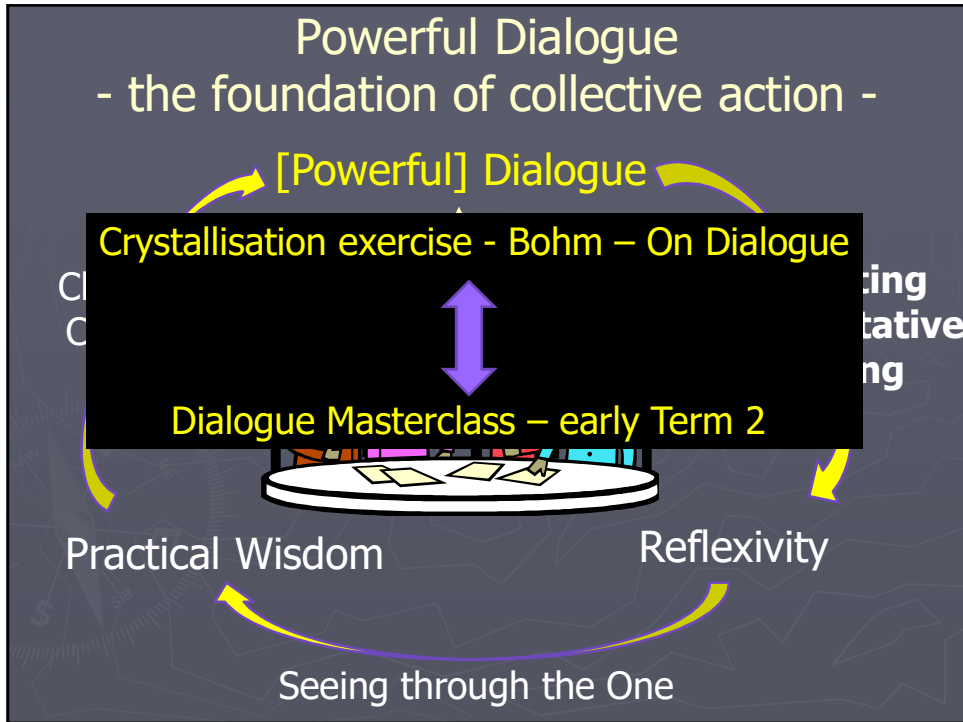 Powerful Dialogue
- the foundation of collective action -
[Powerful] Dialogue
Crystallisation exercise - Bohm – On Dialogue
Dialogue Masterclass – early Term 2
Practical Wisdom
Reflexivity
Seeing through the One